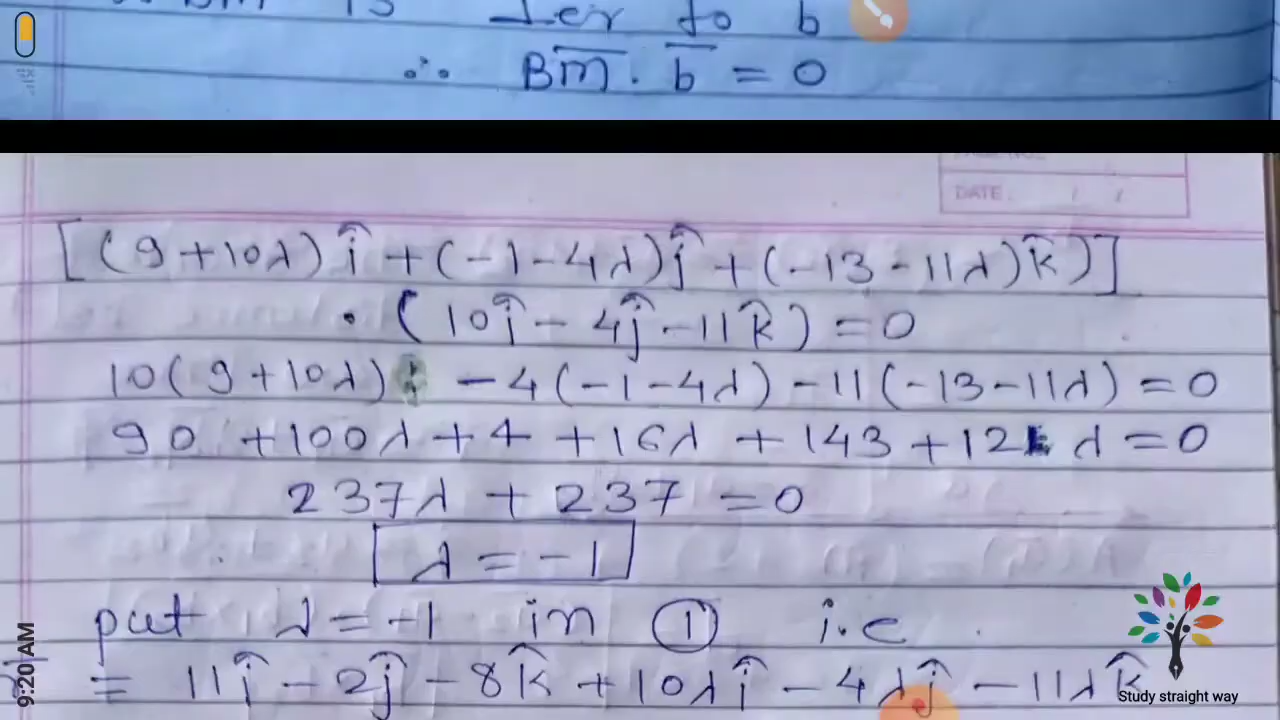 BM is ⊥er to b
∴ B̅M̅ . b̅ = 0
DATE : / /
[(9+10λ)î + (-1-4λ)ĵ + (-13-11λ)k̂)]
• (10î - 4ĵ - 11k̂) = 0
10(9+10λ) - 4(-1-4λ) - 11(-13-11λ) = 0
90 + 100λ + 4 + 16λ + 143 + 121λ = 0
237λ + 237 = 0
λ = -1
put λ = -1 in ① i.e
= 11î - 2ĵ - 8k̂ + 10λî - 4λĵ - 11λk̂
Study straight way
9:20 AM